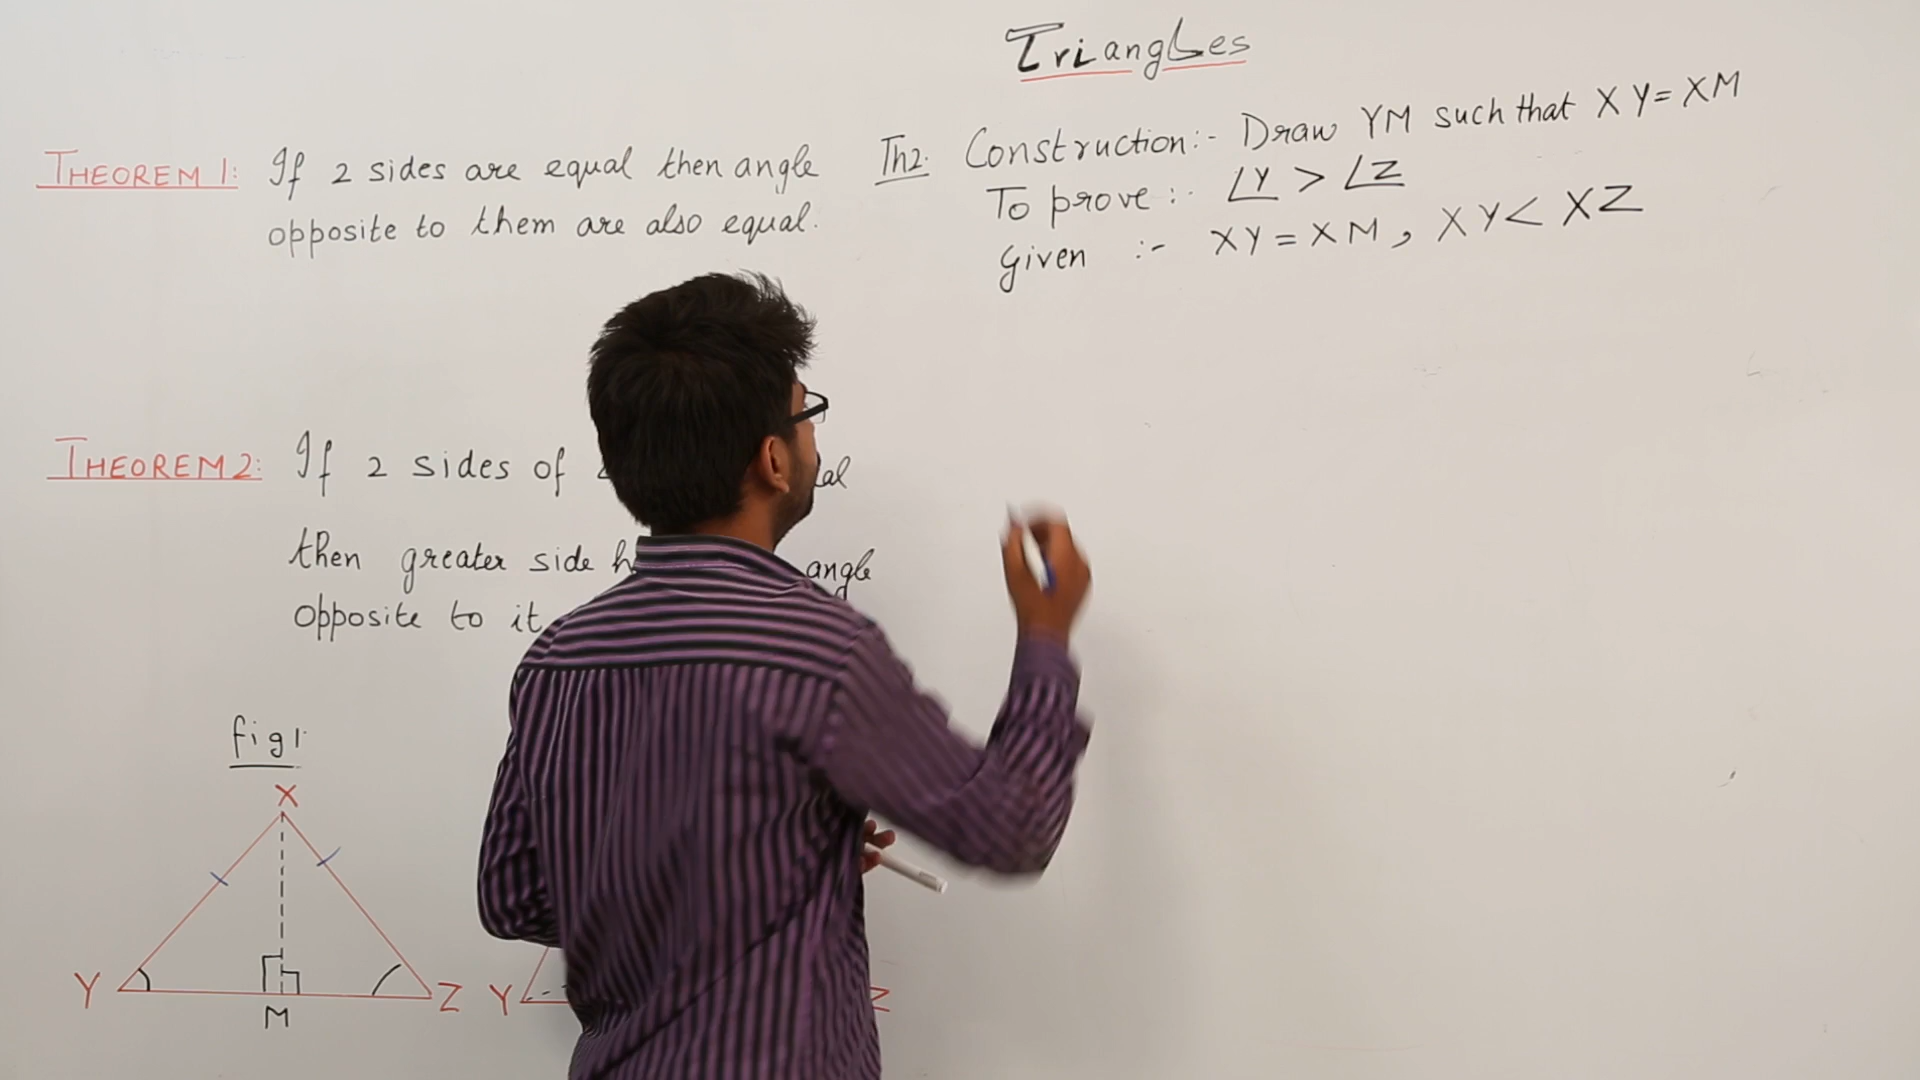 Triangles
THEOREM 1: If 2 sides are equal then angle
opposite to them are also equal.
Th2. Construction:- Draw YM such that XY=XM
To prove :- ∠Y > ∠Z
given :- XY=XM, XY< XZ
THEOREM 2: If 2 sides of
then greater side angle
opposite to it
fig 1.
X
Y
Z
M
Y
Z